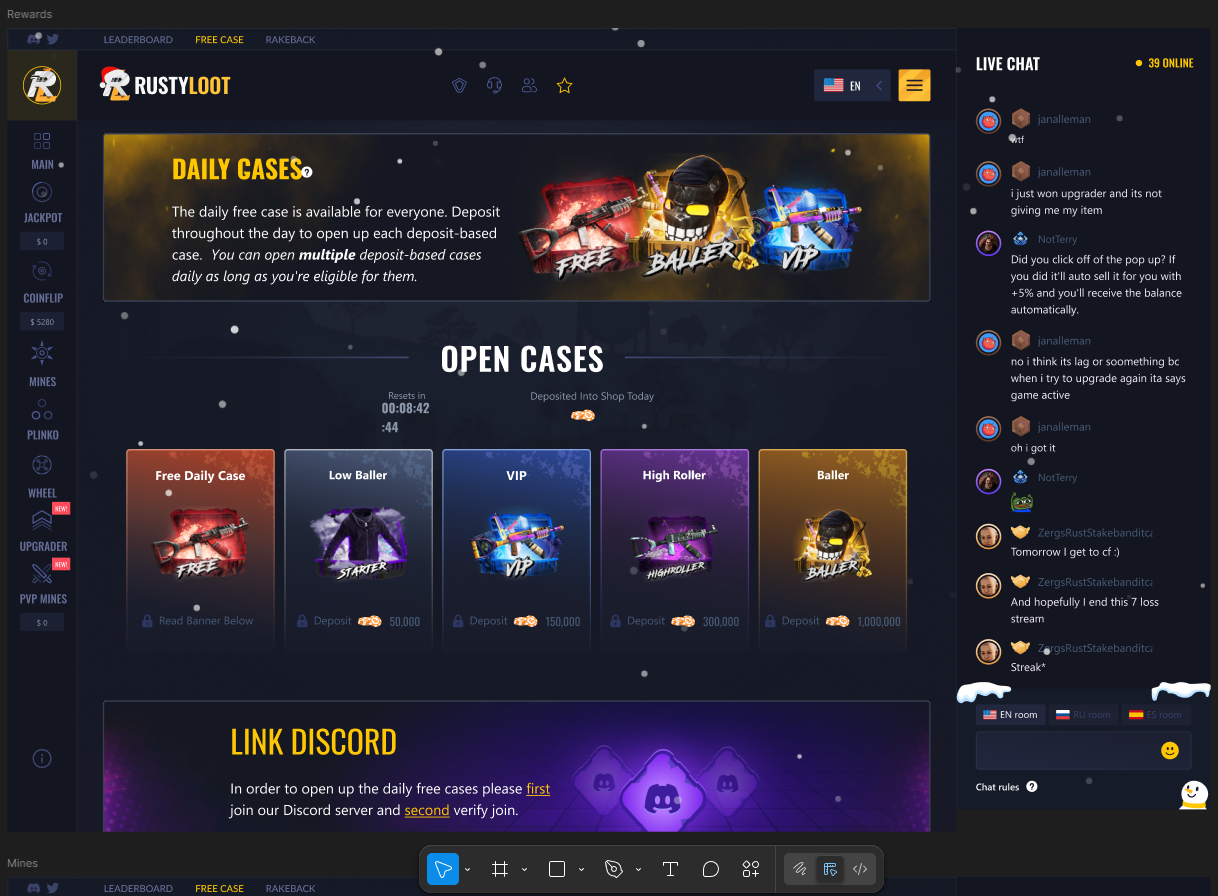 Rewards
LEADERBOARD
FREE CASE
RAKEBACK
RUSTYLOOT
EN
MAIN
JACKPOT
$ 0
COINFLIP
$ 5280
MINES
PLINKO
WHEEL
NEW!
UPGRADER
NEW!
PVP MINES
$ 0
DAILY CASES
?
The daily free case is available for everyone. Deposit
throughout the day to open up each deposit-based
case. You can open multiple deposit-based cases
daily as long as you're eligible for them.
FREE
BALLER
VIP
OPEN CASES
Resets in
00:08:42
:44
Deposited Into Shop Today
Free Daily Case
FREE
Read Banner Below
Low Baller
STARTER
Deposit 50,000
VIP
VIP
Deposit 150,000
High Roller
HIGHROLLER
Deposit 300,000
Baller
BALLER
Deposit 1,000,000
LINK DISCORD
In order to open up the daily free cases please first
join our Discord server and second verify join.
LIVE CHAT
39 ONLINE
janalleman
wtf
janalleman
i just won upgrader and its not
giving me my item
NotTerry
Did you click off of the pop up? If
you did it'll auto sell it for you with
+5% and you'll receive the balance
automatically.
janalleman
no i think its lag or soomething bc
when i try to upgrade again ita says
game active
janalleman
oh i got it
NotTerry
ZergsRustStakebanditca
Tomorrow I get to cf :)
ZergsRustStakebanditca
And hopefully I end this 7 loss
stream
ZergsRustStakebanditca
Streak*
EN room
RU room
ES room
Chat rules ?
Mines
LEADERBOARD
FREE CASE
RAKEBACK